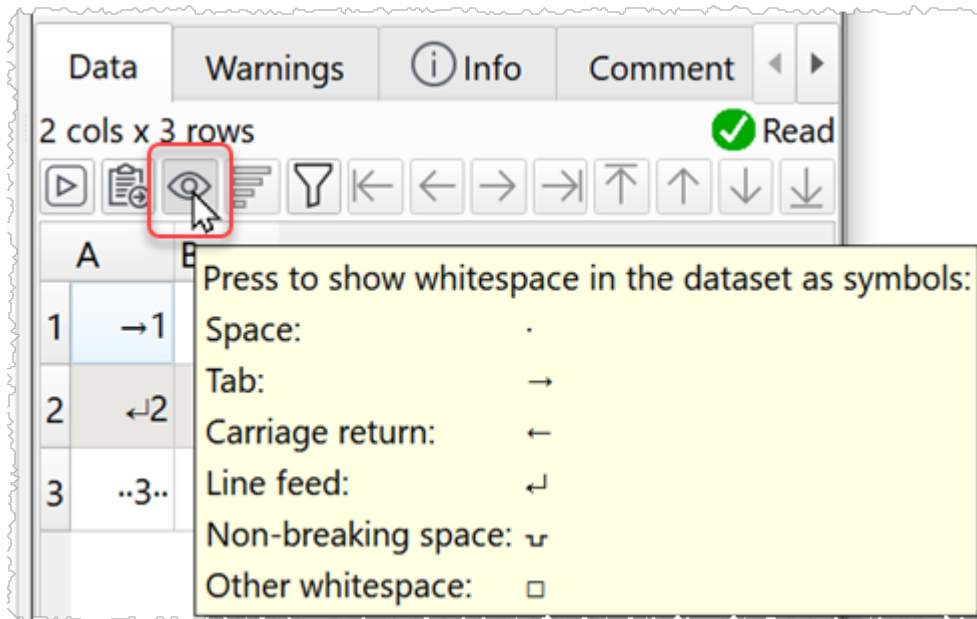 Data Warnings Info Comment
2 cols x 3 rows Read
A B
Press to show whitespace in the dataset as symbols:
1 →1
Space: ·
Tab: →
2 ↵2
Carriage return: ←
Line feed: ↵
3 ··3··
Non-breaking space: ⍽
Other whitespace: □